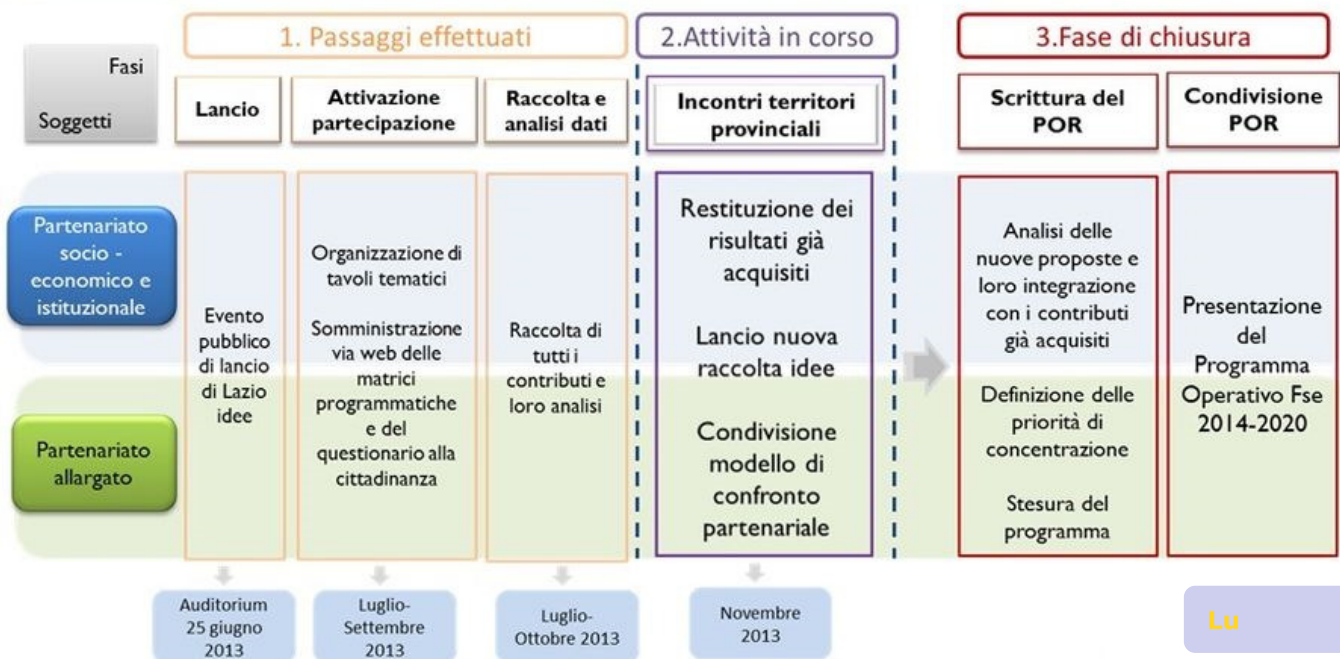 1. Passaggi effettuati
2.Attività in corso
3.Fase di chiusura
Fasi
Soggetti
Lancio
Attivazione
partecipazione
Raccolta e
analisi dati
Incontri territori
provinciali
Scrittura del
POR
Condivisione
POR
Partenariato
socio -
economico e
istituzionale
Partenariato
allargato
Evento
pubblico
di lancio
di Lazio
idee
Organizzazione di
tavoli tematici
Somministrazione
via web delle
matrici
programmatiche
e del
questionario alla
cittadinanza
Raccolta di
tutti i
contributi e
loro analisi
Restituzione dei
risultati già
acquisiti
Lancio nuova
raccolta idee
Condivisione
modello di
confronto
partenariale
Analisi delle
nuove proposte e
loro integrazione
con i contributi
già acquisiti
Definizione delle
priorità di
concentrazione
Stesura del
programma
Presentazione
del
Programma
Operativo Fse
2014-2020
Auditorium
25 giugno
2013
Luglio-
Settembre
2013
Luglio-
Ottobre 2013
Novembre
2013
Lu